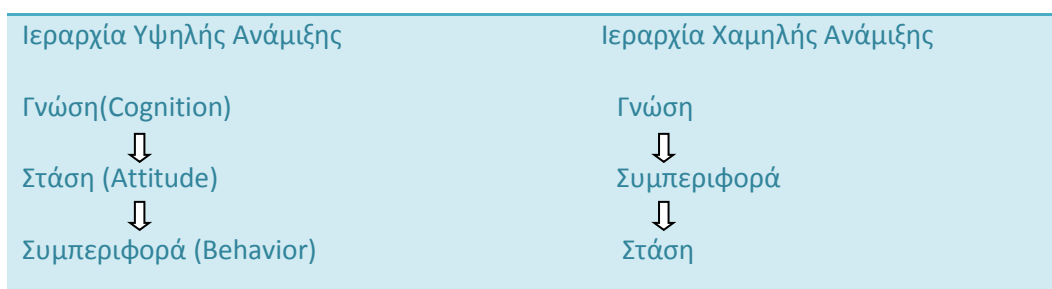 Ιεραρχία Υψηλής Ανάμιξης Ιεραρχία Χαμηλής Ανάμιξης
Γνώση(Cognition) Γνώση
Στάση (Attitude) Συμπεριφορά
Συμπεριφορά (Behavior) Στάση